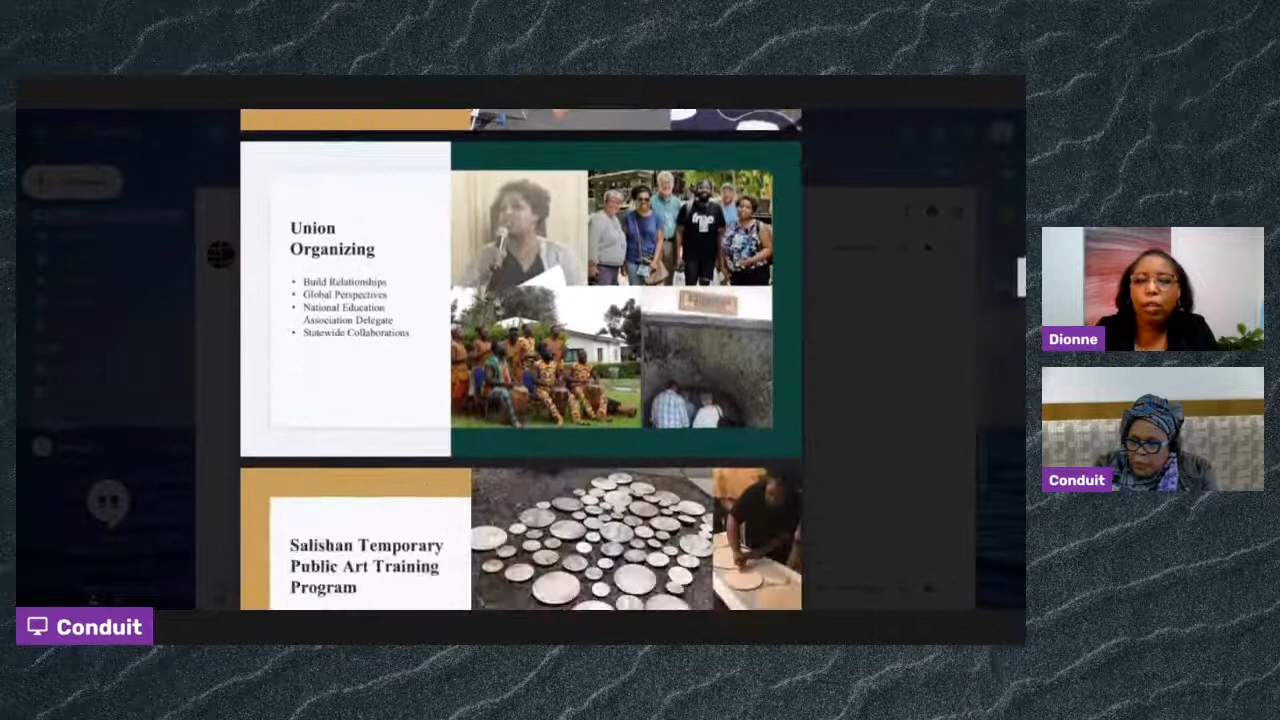 Union
Organizing
• Build Relationships
• Global Perspectives
• National Education
Association Delegate
• Statewide Collaborations
Salishan Temporary
Public Art Training
Program
Dionne
Conduit
Conduit